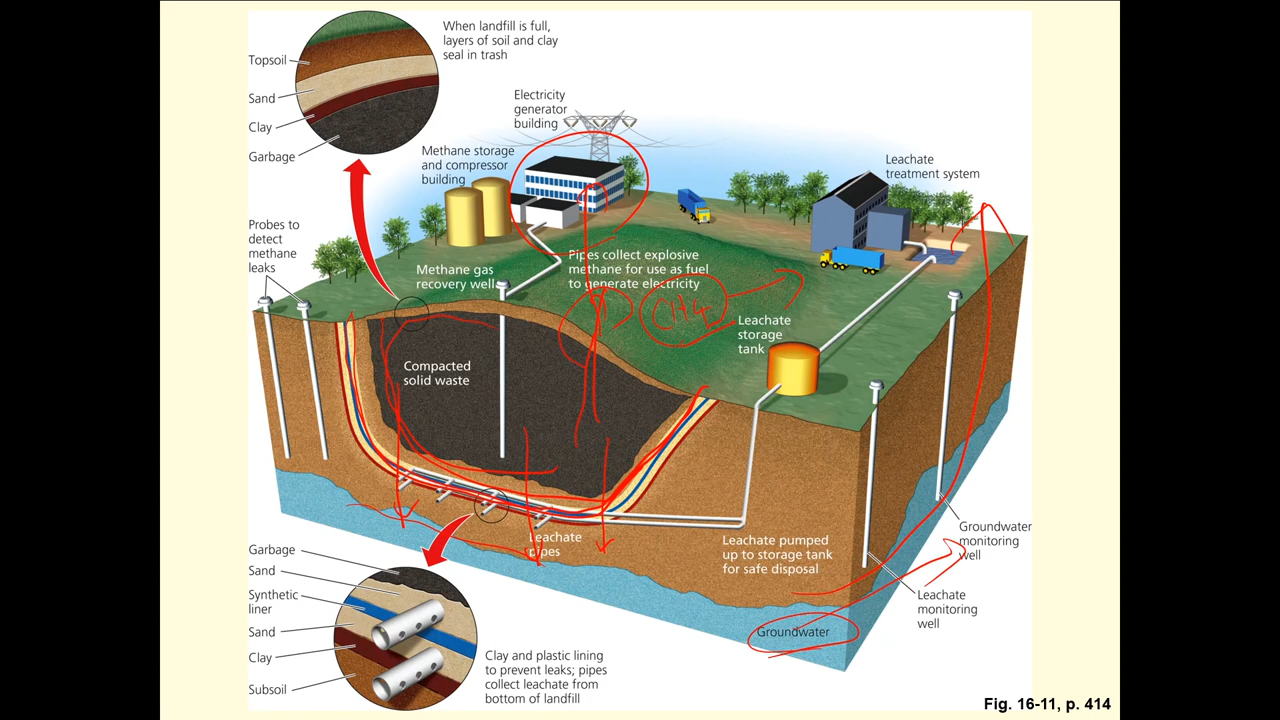 When landfill is full,
layers of soil and clay
seal in trash
Topsoil
Sand
Clay
Garbage
Electricity
generator
building
Methane storage
and compressor
building
Leachate
treatment system
Probes to
detect
methane
leaks
Methane gas
recovery well
Pipes collect explosive
methane for use as fuel
to generate electricity
CH4
Leachate
storage
tank
Compacted
solid waste
Leachate
pipes
Leachate pumped
up to storage tank
for safe disposal
Groundwater
monitoring
well
Leachate
monitoring
well
Groundwater
Garbage
Sand
Synthetic
liner
Sand
Clay
Subsoil
Clay and plastic lining
to prevent leaks; pipes
collect leachate from
bottom of landfill
Fig. 16-11, p. 414